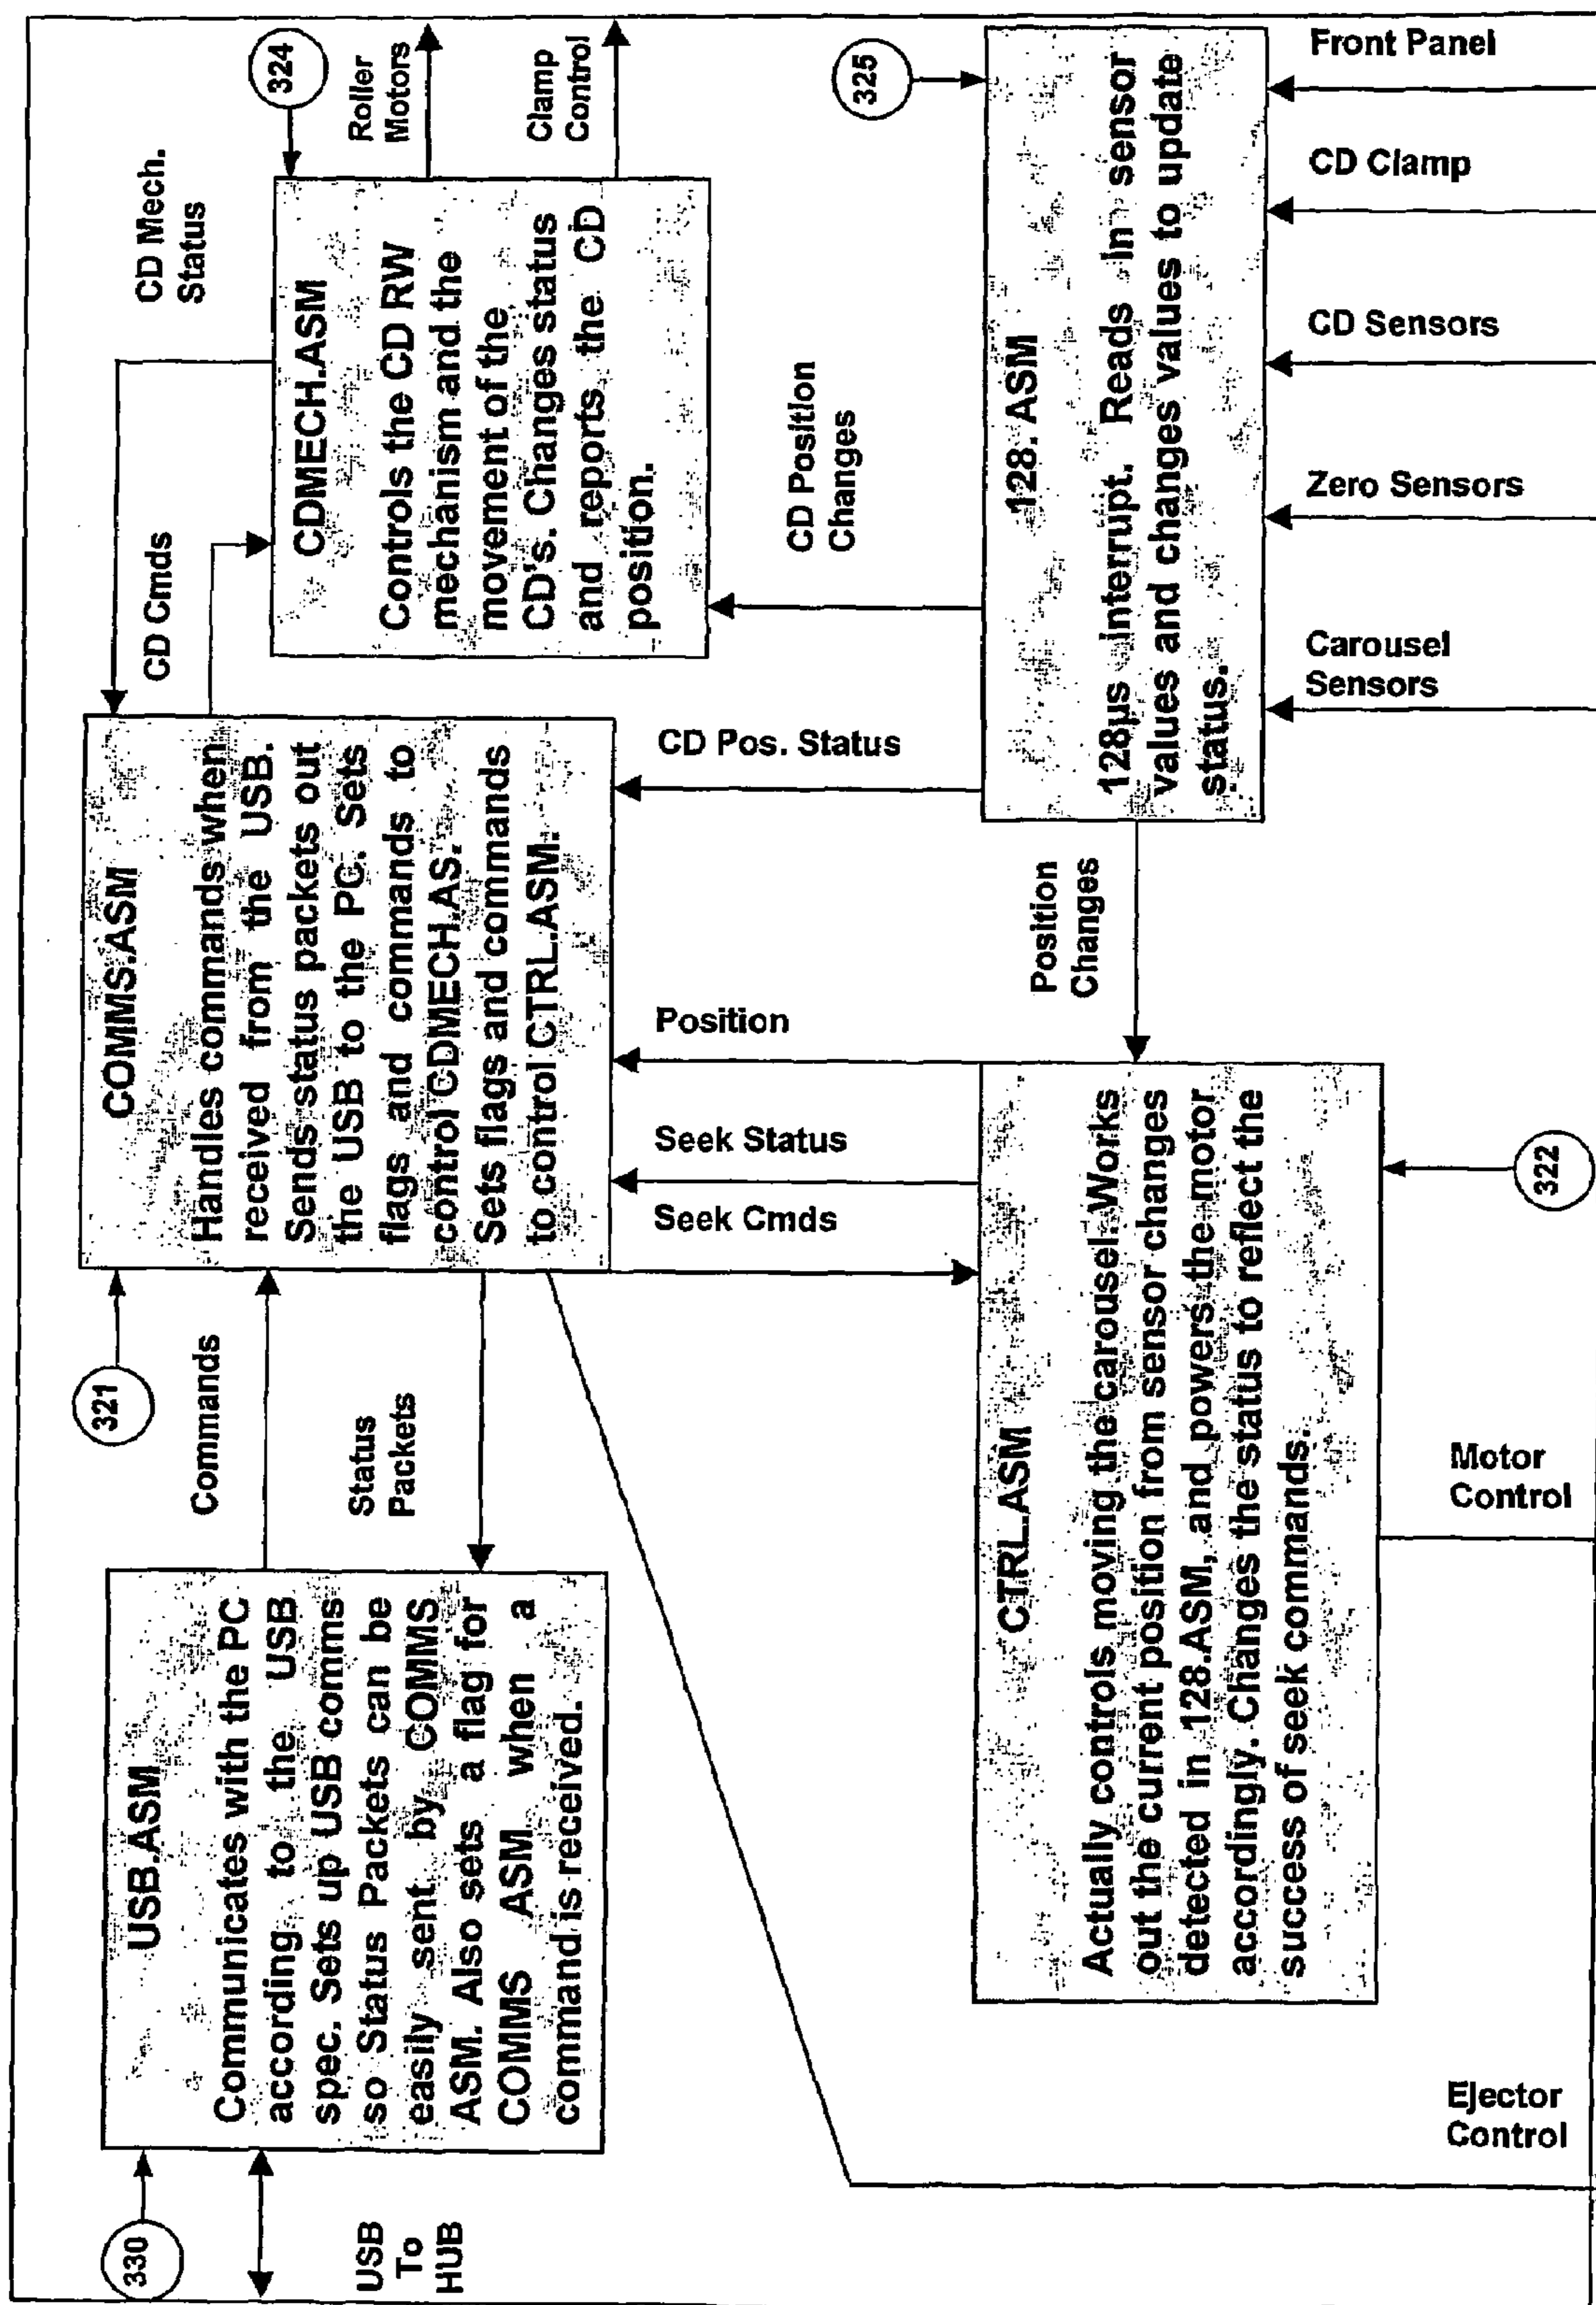 330
USB
To
HUB
USB.ASM
Communicates with the PC
according to the USB
spec. Sets up USB comms
so Status Packets can be
easily sent by COMMS
ASM. Also sets a flag for
COMMS ASM when a
command is received.
321
Commands
Status
Packets
COMMS.ASM
Handles commands when
received from the USB.
Sends status packets out
the USB to the PC. Sets
flags and commands to
control CDMECH.AS.
Sets flags and commands
to control CTRL.ASM.
CD Mech.
Status
CD Cmds
324
CDMECH.ASM
Controls the CD RW
mechanism and the
movement of the
CD's. Changes status
and reports the CD
position.
Roller
Motors
Clamp
Control
Seek Cmds
Seek Status
Position
CD Pos. Status
CD Position
Changes
CTRL.ASM
Actually controls moving the carousel. Works
out the current position from sensor changes
detected in 128.ASM, and powers the motor
accordingly. Changes the status to reflect the
success of seek commands.
Position
Changes
325
128. ASM
128µs interrupt. Reads in sensor
values and changes values to update
status.
322
Ejector
Control
Motor
Control
Carousel
Sensors
Zero Sensors
CD Sensors
CD Clamp
Front Panel